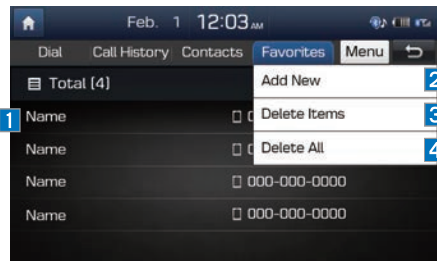 Feb. 1 12:03 AM
Dial Call History Contacts Favorites Menu
Total (4)
Add New 2
1 Name Delete Items 3
Name Delete All 4
Name 000-000-0000
Name 000-000-0000